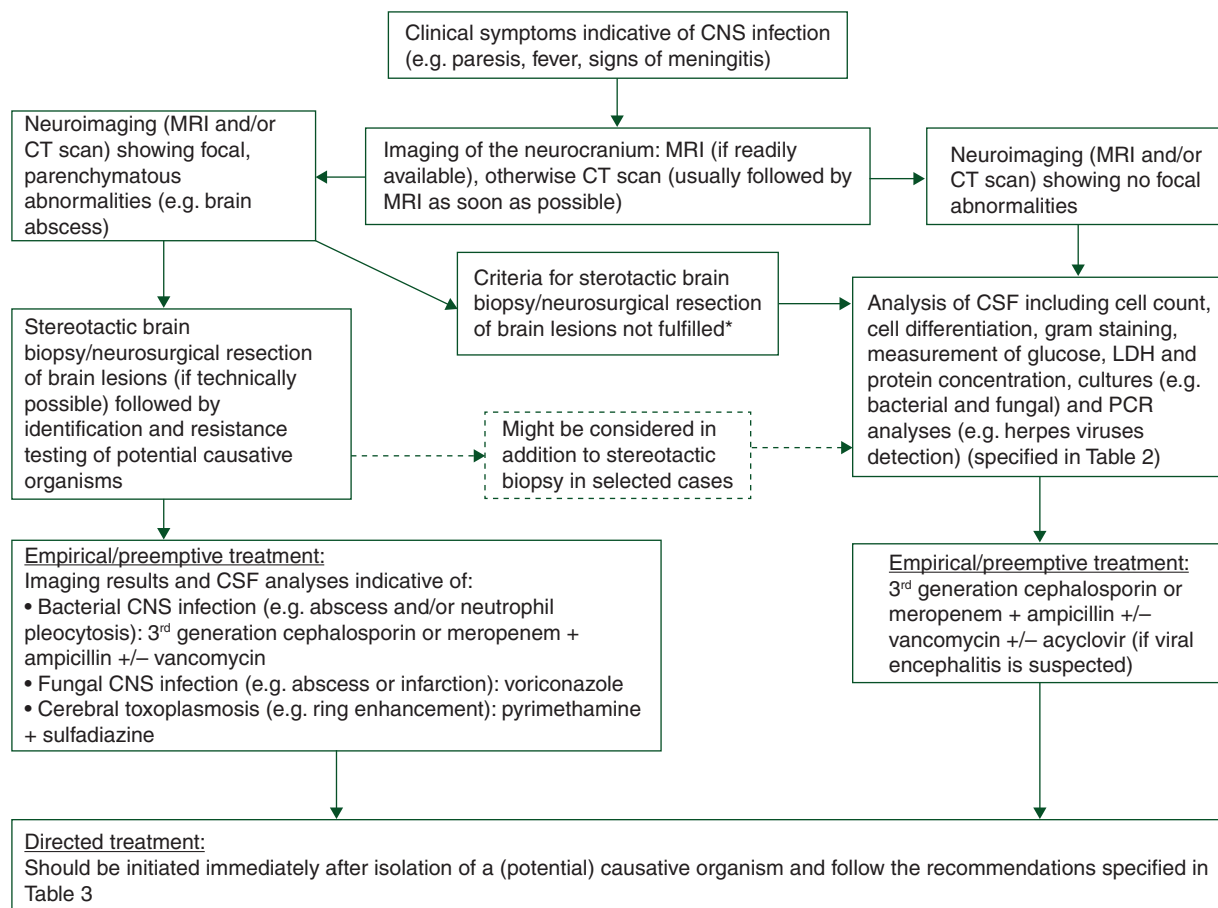 Clinical symptoms indicative of CNS infection
(e.g. paresis, fever, signs of meningitis)
Neuroimaging (MRI and/or
CT scan) showing focal,
parenchymatous
abnormalities (e.g. brain
abscess)
Imaging of the neurocranium: MRI (if readily
available), otherwise CT scan (usually followed by
MRI as soon as possible)
Neuroimaging (MRI and/or
CT scan) showing no focal
abnormalities
Criteria for sterotactic brain
biopsy/neurosurgical resection
of brain lesions not fulfilled*
Stereotactic brain
biopsy/neurosurgical resection
of brain lesions (if technically
possible) followed by
identification and resistance
testing of potential causative
organisms
Might be considered in
addition to stereotactic
biopsy in selected cases
Analysis of CSF including cell count,
cell differentiation, gram staining,
measurement of glucose, LDH and
protein concentration, cultures (e.g.
bacterial and fungal) and PCR
analyses (e.g. herpes viruses
detection) (specified in Table 2)
Empirical/preemptive treatment:
Imaging results and CSF analyses indicative of:
• Bacterial CNS infection (e.g. abscess and/or neutrophil
pleocytosis): 3rd generation cephalosporin or meropenem +
ampicillin +/– vancomycin
• Fungal CNS infection (e.g. abscess or infarction): voriconazole
• Cerebral toxoplasmosis (e.g. ring enhancement): pyrimethamine
+ sulfadiazine
Empirical/preemptive treatment:
3rd generation cephalosporin or
meropenem + ampicillin +/–
vancomycin +/– acyclovir (if viral
encephalitis is suspected)
Directed treatment:
Should be initiated immediately after isolation of a (potential) causative organism and follow the recommendations specified in
Table 3